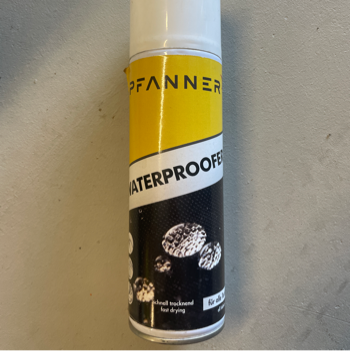 PFANNER
WATERPROOFER
schnell trocknend
fast drying
für alle